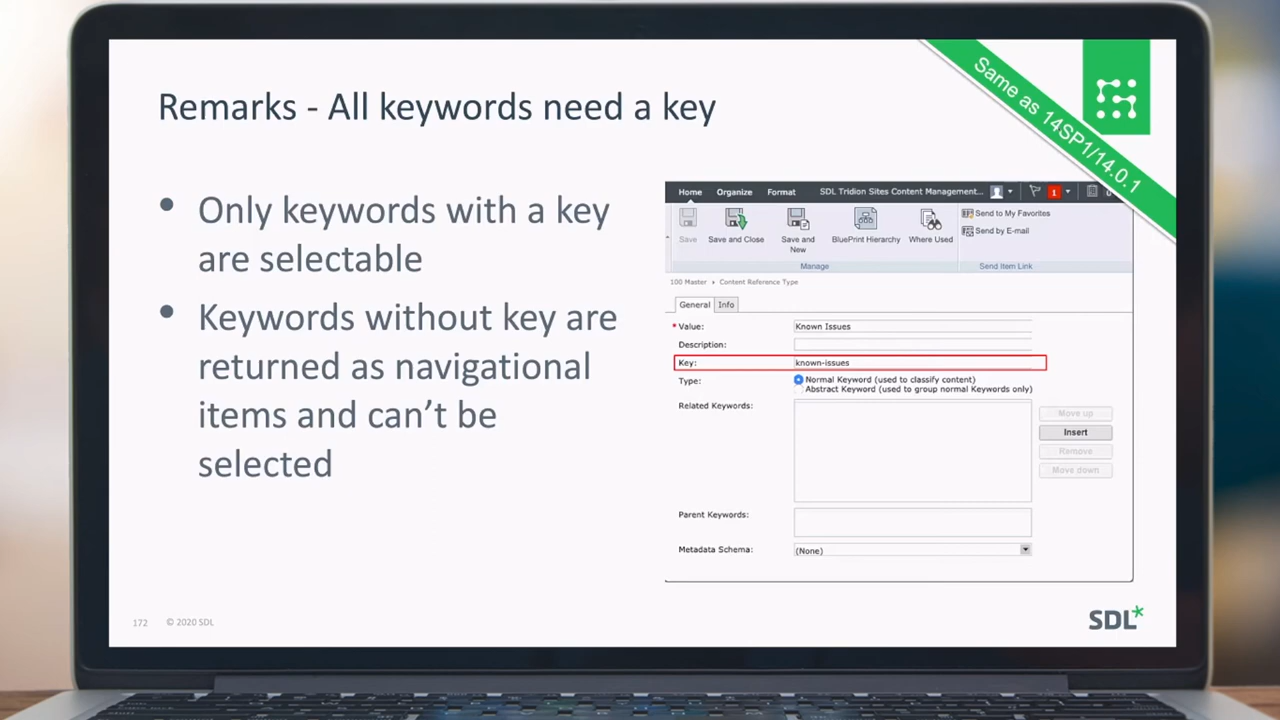 Remarks - All keywords need a key
Same as 14SP1/14.0.1
• Only keywords with a key
are selectable
• Keywords without key are
returned as navigational
items and can't be
selected
Home Organize Format SDL Tridion Sites Content Management... 1
Save Save and Close Save and New BluePrint Hierarchy Where Used
Send to My Favorites
Send by E-mail
Manage Send Item Link
100 Master › Content Reference Type
General Info
* Value: Known Issues
Description:
Key: known-issues
Type: Normal Keyword (used to classify content)
Abstract Keyword (used to group normal Keywords only)
Related Keywords:
Move up
Insert
Remove
Move down
Parent Keywords:
Metadata Schema: (None)
172 © 2020 SDL
SDL*